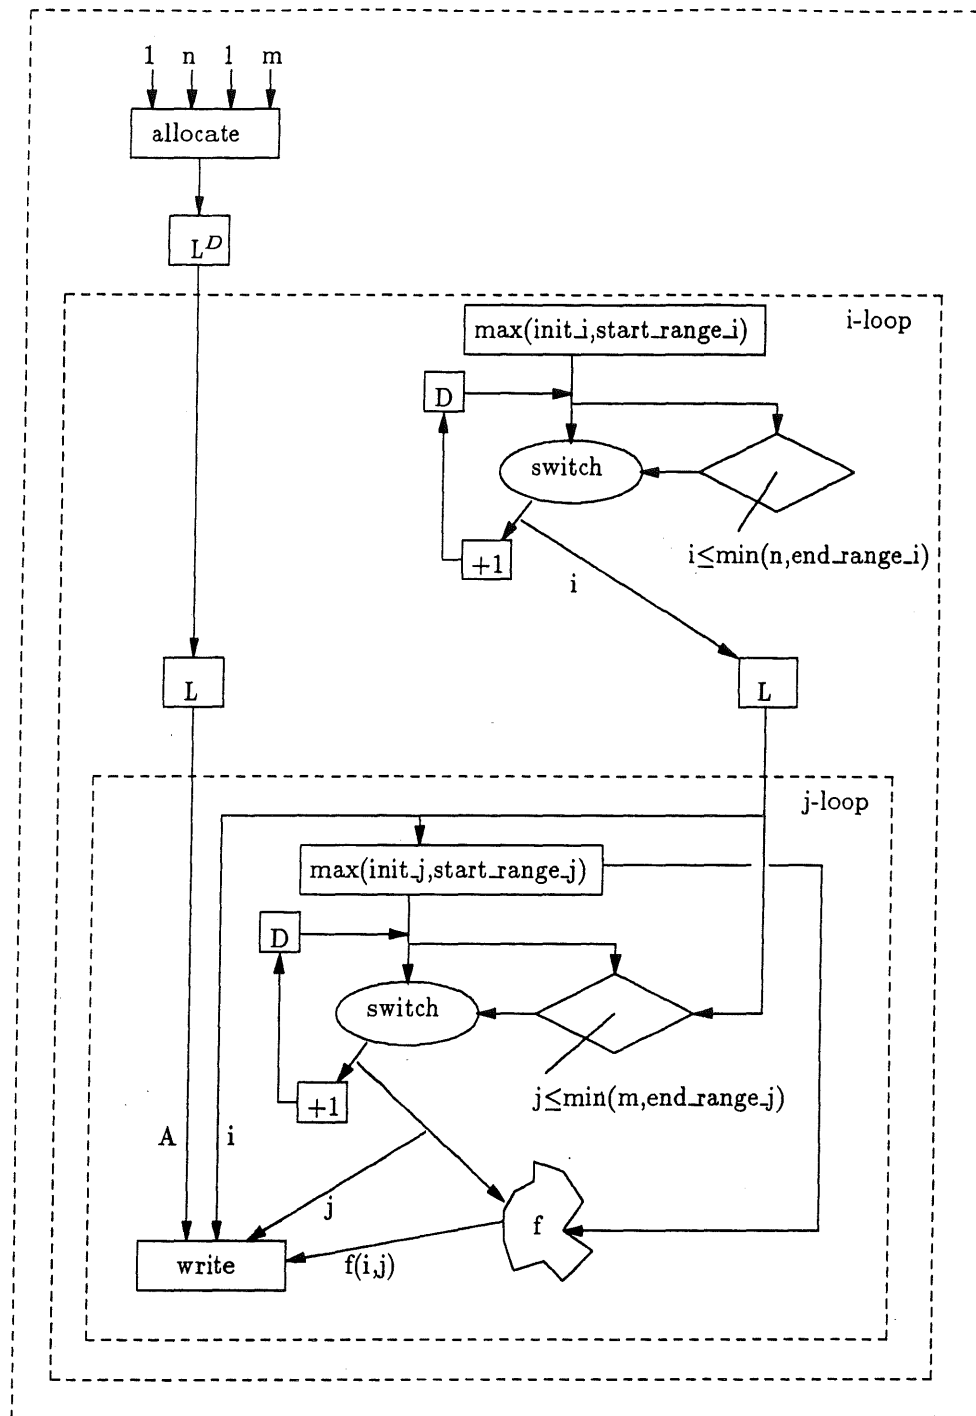 1 n 1 m
allocate
L^D
i-loop
max(init_i,start_range_i)
D
switch
i≤min(n,end_range_i)
+1
i
L
L
j-loop
max(init_j,start_range_j)
D
switch
j≤min(m,end_range_j)
+1
A
i
j
f
write
f(i,j)